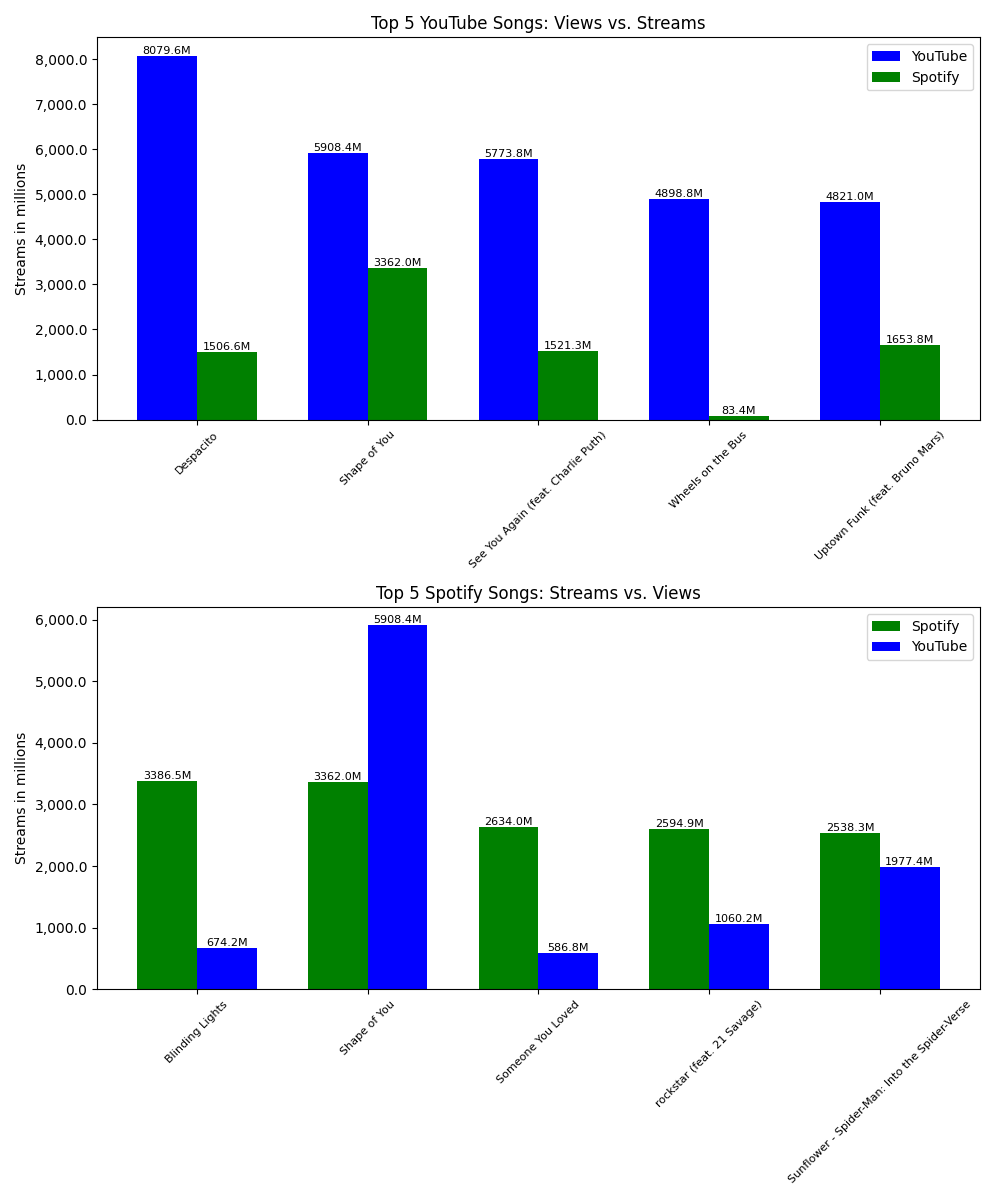 Top 5 YouTube Songs: Views vs. Streams
YouTube
Spotify
Streams in millions
8,000.0
7,000.0
6,000.0
5,000.0
4,000.0
3,000.0
2,000.0
1,000.0
0.0
8079.6M
1506.6M
5908.4M
3362.0M
5773.8M
1521.3M
4898.8M
83.4M
4821.0M
1653.8M
Despacito
Shape of You
See You Again (feat. Charlie Puth)
Wheels on the Bus
Uptown Funk (feat. Bruno Mars)
Top 5 Spotify Songs: Streams vs. Views
Spotify
YouTube
Streams in millions
6,000.0
5,000.0
4,000.0
3,000.0
2,000.0
1,000.0
0.0
3386.5M
674.2M
3362.0M
5908.4M
2634.0M
586.8M
2594.9M
1060.2M
2538.3M
1977.4M
Blinding Lights
Shape of You
Someone You Loved
rockstar (feat. 21 Savage)
Sunflower - Spider-Man: Into the Spider-Verse